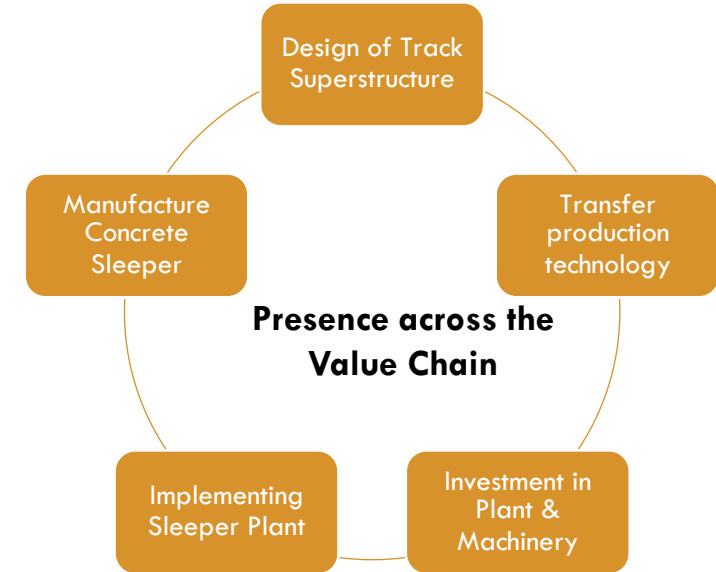 Design of Track
Superstructure
Transfer
production
technology
Investment in
Plant &
Machinery
Implementing
Sleeper Plant
Manufacture
Concrete
Sleeper
Presence across the
Value Chain